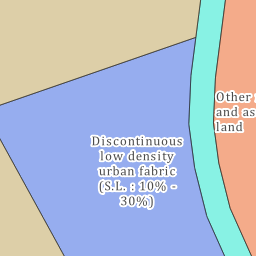 Other
and as
land
Discontinuous
low density
urban fabric
(S.L. : 10% -
30%)